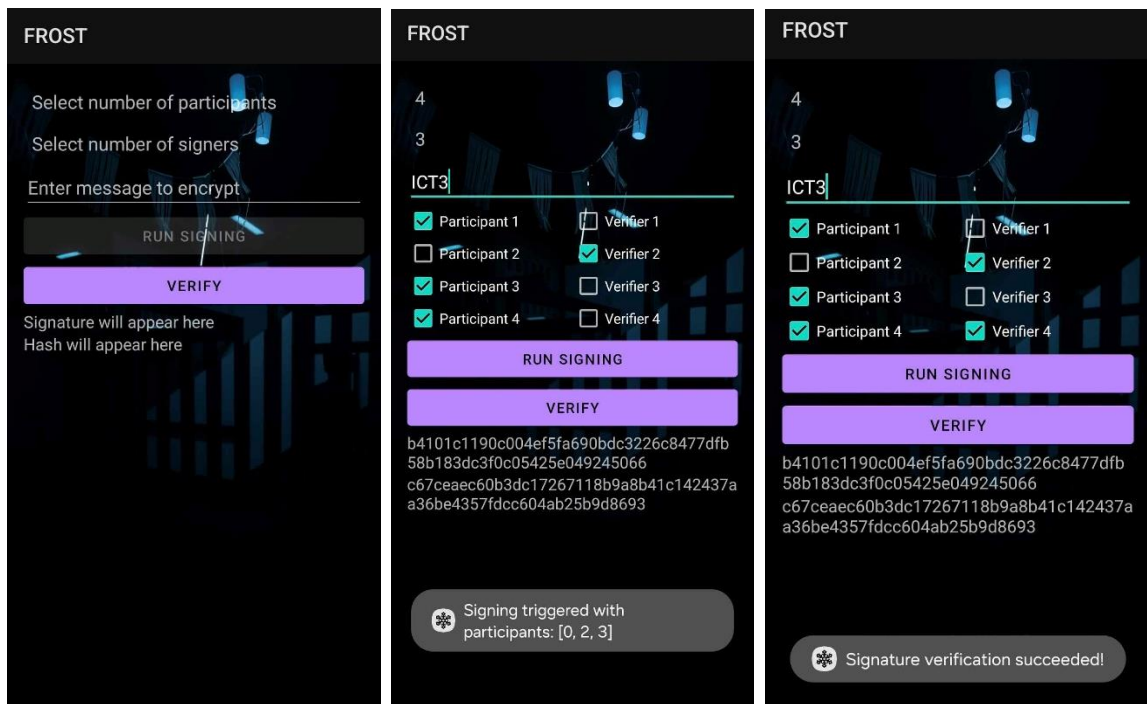 FROST
Select number of participants
Select number of signers
Enter message to encrypt
RUN SIGNING
VERIFY
Signature will appear here
Hash will appear here
FROST
4
3
ICT3
Participant 1
Verifier 1
Participant 2
Verifier 2
Participant 3
Verifier 3
Participant 4
Verifier 4
RUN SIGNING
VERIFY
b4101c1190c004ef5fa690bdc3226c8477dfb
58b183dc3f0c05425e049245066
c67ceaec60b3dc17267118b9a8b41c142437a
a36be4357fdcc604ab25b9d8693
Signing triggered with
participants: [0, 2, 3]
FROST
4
3
ICT3
Participant 1
Verifier 1
Participant 2
Verifier 2
Participant 3
Verifier 3
Participant 4
Verifier 4
RUN SIGNING
VERIFY
b4101c1190c004ef5fa690bdc3226c8477dfb
58b183dc3f0c05425e049245066
c67ceaec60b3dc17267118b9a8b41c142437a
a36be4357fdcc604ab25b9d8693
Signature verification succeeded!